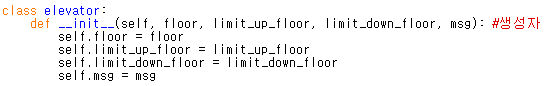 class elevator:
    def __init__(self, floor, limit_up_floor, limit_down_floor, msg): #생성자
        self.floor = floor
        self.limit_up_floor = limit_up_floor
        self.limit_down_floor = limit_down_floor
        self.msg = msg